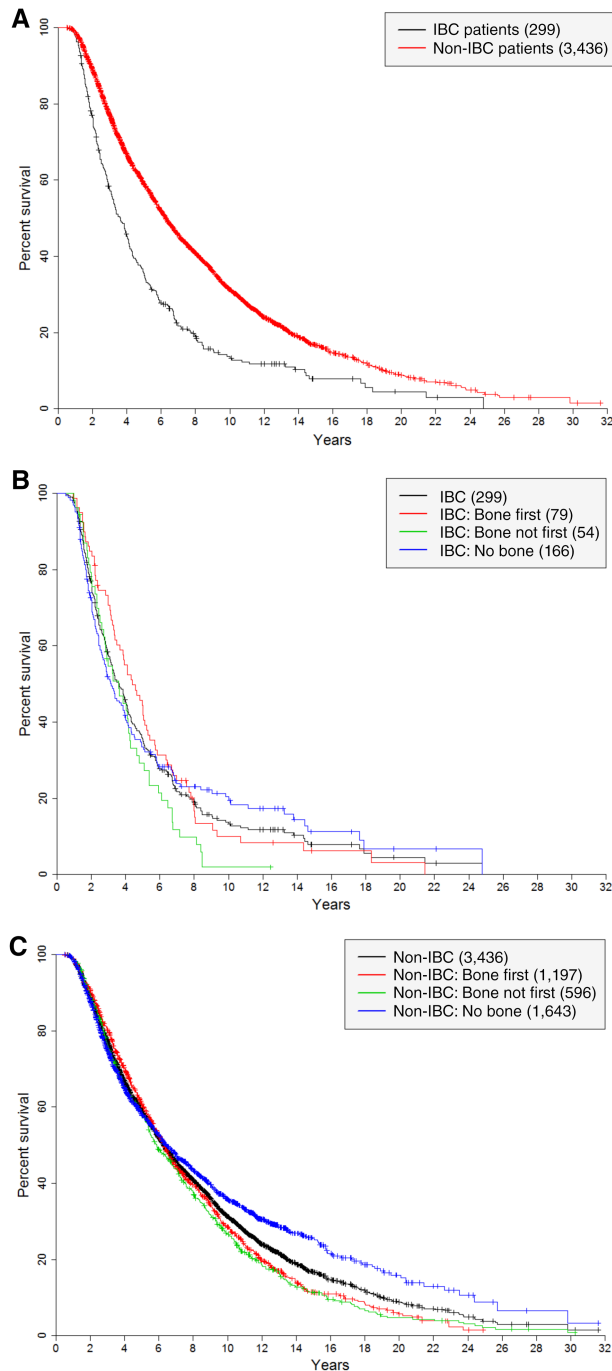 A
IBC patients (299)
Non-IBC patients (3,436)
100
80
60
40
20
0
Percent survival
0 2 4 6 8 10 12 14 16 18 20 22 24 26 28 30 32
Years
B
IBC (299)
IBC: Bone first (79)
IBC: Bone not first (54)
IBC: No bone (166)
100
80
60
40
20
0
Percent survival
0 2 4 6 8 10 12 14 16 18 20 22 24 26 28 30 32
Years
C
Non-IBC (3,436)
Non-IBC: Bone first (1,197)
Non-IBC: Bone not first (596)
Non-IBC: No bone (1,643)
100
80
60
40
20
0
Percent survival
0 2 4 6 8 10 12 14 16 18 20 22 24 26 28 30 32
Years